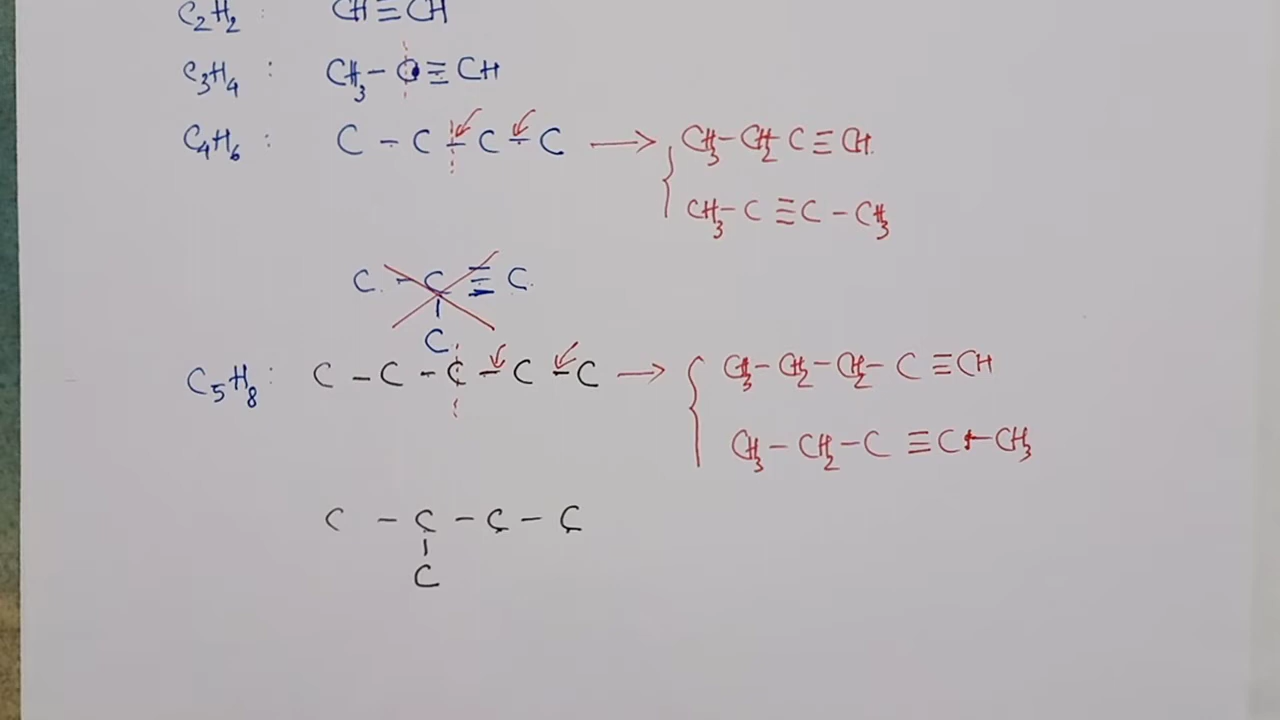 C₂H₂ : CH≡CH
C₃H₄ : CH₃-C≡CH
C₄H₆ : C-C-C-C → CH₃-CH₂ C≡CH
CH₃-C≡C-CH₃
C-C≡C
C
C₅H₈ : C-C-C-C-C → CH₃-CH₂-CH₂-C≡CH
CH₃-CH₂-C≡C-CH₃
C-C-C-C
C